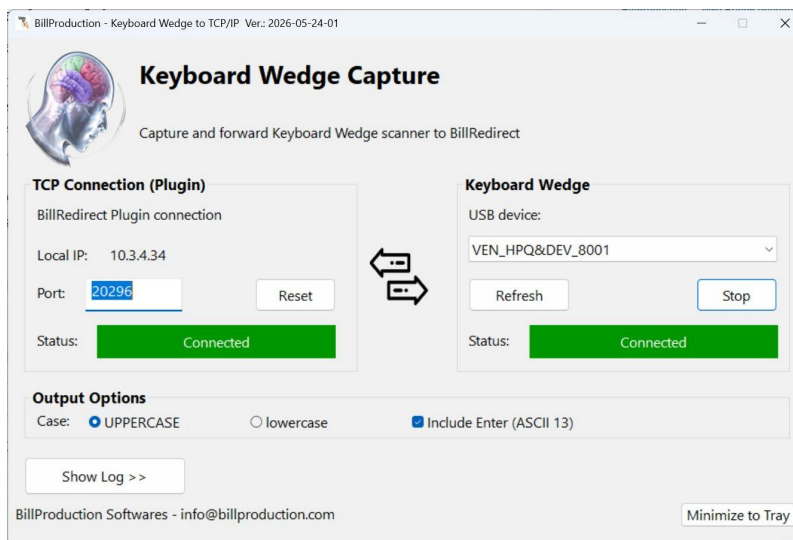 BillProduction - Keyboard Wedge to TCP/IP Ver.: 2026-05-24-01
Keyboard Wedge Capture
Capture and forward Keyboard Wedge scanner to BillRedirect
TCP Connection (Plugin)
BillRedirect Plugin connection
Local IP: 10.3.4.34
Port: 20296 Reset
Status: Connected
Keyboard Wedge
USB device:
VEN_HPQ&DEV_8001
Refresh Stop
Status: Connected
Output Options
Case: UPPERCASE lowercase Include Enter (ASCII 13)
Show Log >>
BillProduction Softwares - info@billproduction.com
Minimize to Tray